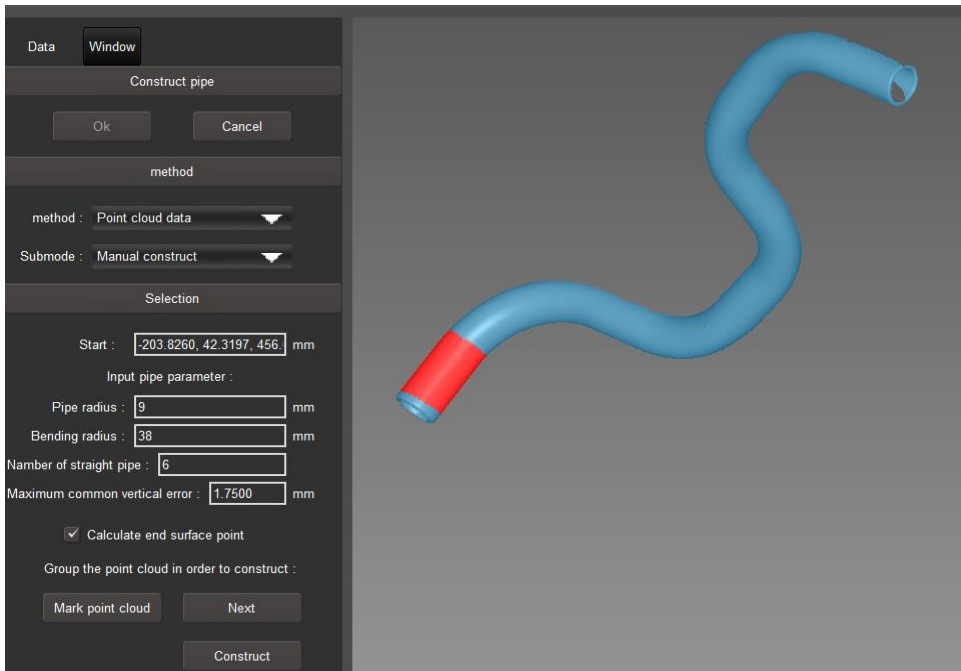 Data Window
Construct pipe
Ok Cancel
method
method : Point cloud data
Submode : Manual construct
Selection
Start : -203.8260, 42.3197, 456. mm
Input pipe parameter :
Pipe radius : 9 mm
Bending radius : 38 mm
Namber of straight pipe : 6
Maximum common vertical error : 1.7500 mm
Calculate end surface point
Group the point cloud in order to construct :
Mark point cloud Next
Construct